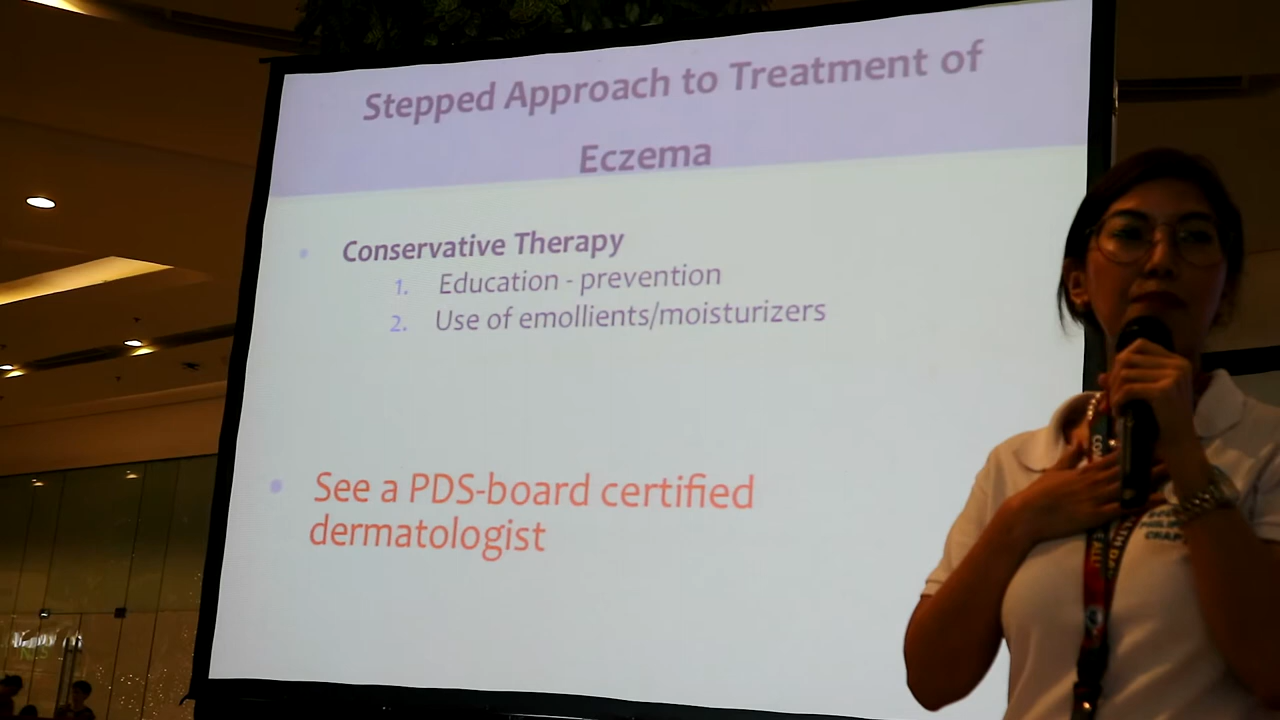 Stepped Approach to Treatment of
Eczema
• Conservative Therapy
1. Education - prevention
2. Use of emollients/moisturizers
• See a PDS-board certified
dermatologist